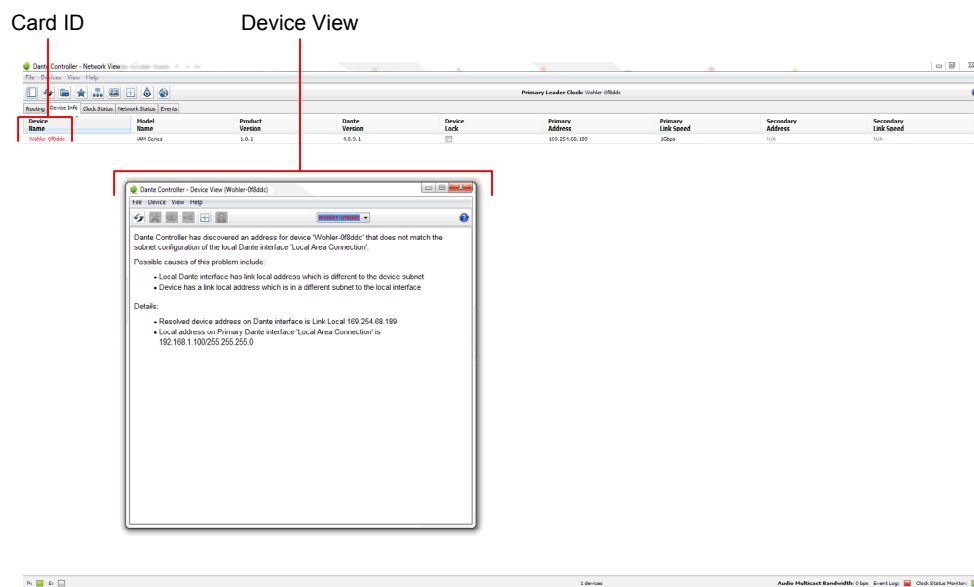 Card ID
Device View
Dante Controller - Network View
File Devices View Help
Primary Leader Clock: Wohler-0f8ddc
Routing Device Info Clock Status Network Status Events
Device Name Model Name Product Version Dante Version Device Lock Primary Address Primary Link Speed Secondary Address Secondary Link Speed
Wohler-0f8ddc iAM Series 1.0.1 4.0.9.1 169.254.68.189 1Gbps N/A N/A
Dante Controller - Device View (Wohler-0f8ddc)
File Device View Help
Wohler-0f8ddc
Dante Controller has discovered an address for device 'Wohler-0f8ddc' that does not match the
subnet configuration of the local Dante interface 'Local Area Connection'.
Possible causes of this problem include:
• Local Dante interface has link local address which is different to the device subnet
• Device has a link local address which is in a different subnet to the local interface
Details:
• Resolved device address on Dante interface is Link Local 169.254.68.189
• Local address on Primary Dante interface 'Local Area Connection' is
192.168.1.100/255.255.255.0
P: S: 1 devices Audio Multicast Bandwidth: 0 bps Event Log: Clock Status Monitor: